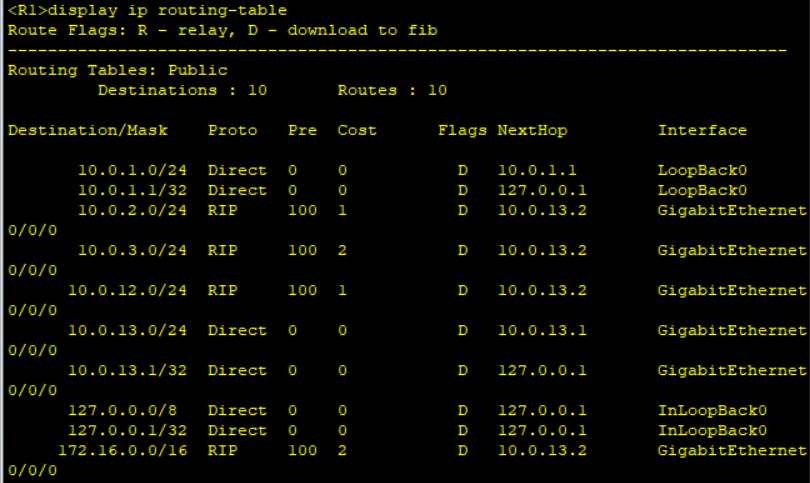 <R1>display ip routing-table
Route Flags: R - relay, D - download to fib
------------------------------------------------------------------------------
Routing Tables: Public
         Destinations : 10       Routes : 10

Destination/Mask    Proto   Pre  Cost      Flags NextHop         Interface

       10.0.1.0/24  Direct  0    0           D   10.0.1.1        LoopBack0
       10.0.1.1/32  Direct  0    0           D   127.0.0.1       LoopBack0
       10.0.2.0/24  RIP     100  1           D   10.0.13.2       GigabitEthernet
0/0/0
       10.0.3.0/24  RIP     100  2           D   10.0.13.2       GigabitEthernet
0/0/0
      10.0.12.0/24  RIP     100  1           D   10.0.13.2       GigabitEthernet
0/0/0
      10.0.13.0/24  Direct  0    0           D   10.0.13.1       GigabitEthernet
0/0/0
      10.0.13.1/32  Direct  0    0           D   127.0.0.1       GigabitEthernet
0/0/0
      127.0.0.0/8   Direct  0    0           D   127.0.0.1       InLoopBack0
      127.0.0.1/32  Direct  0    0           D   127.0.0.1       InLoopBack0
     172.16.0.0/16  RIP     100  2           D   10.0.13.2       GigabitEthernet
0/0/0